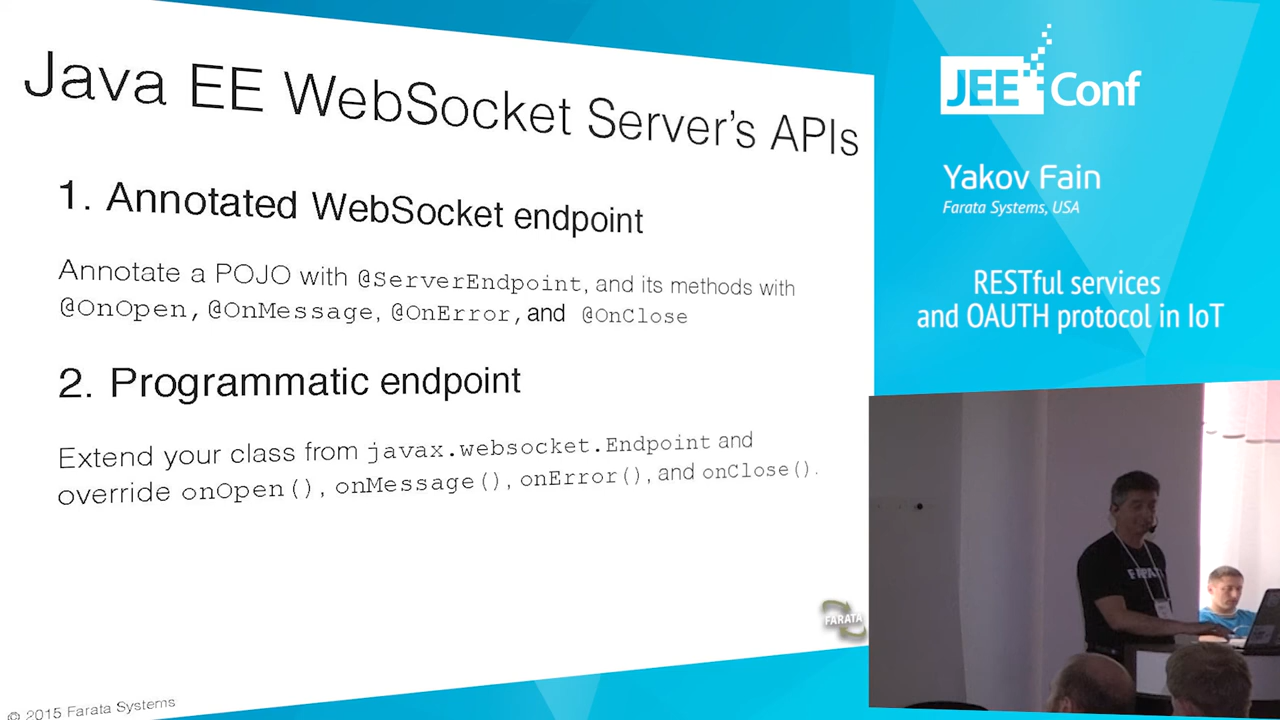 Java EE WebSocket Server's APIs
1. Annotated WebSocket endpoint
Annotate a POJO with @ServerEndpoint, and its methods with
@OnOpen, @OnMessage, @OnError, and @OnClose
2. Programmatic endpoint
Extend your class from javax.websocket.Endpoint and
override onOpen(), onMessage(), onError(), and onClose().
FARATA
© 2015 Farata Systems
JEE Conf
Yakov Fain
Farata Systems, USA
RESTful services
and OAUTH protocol in IoT